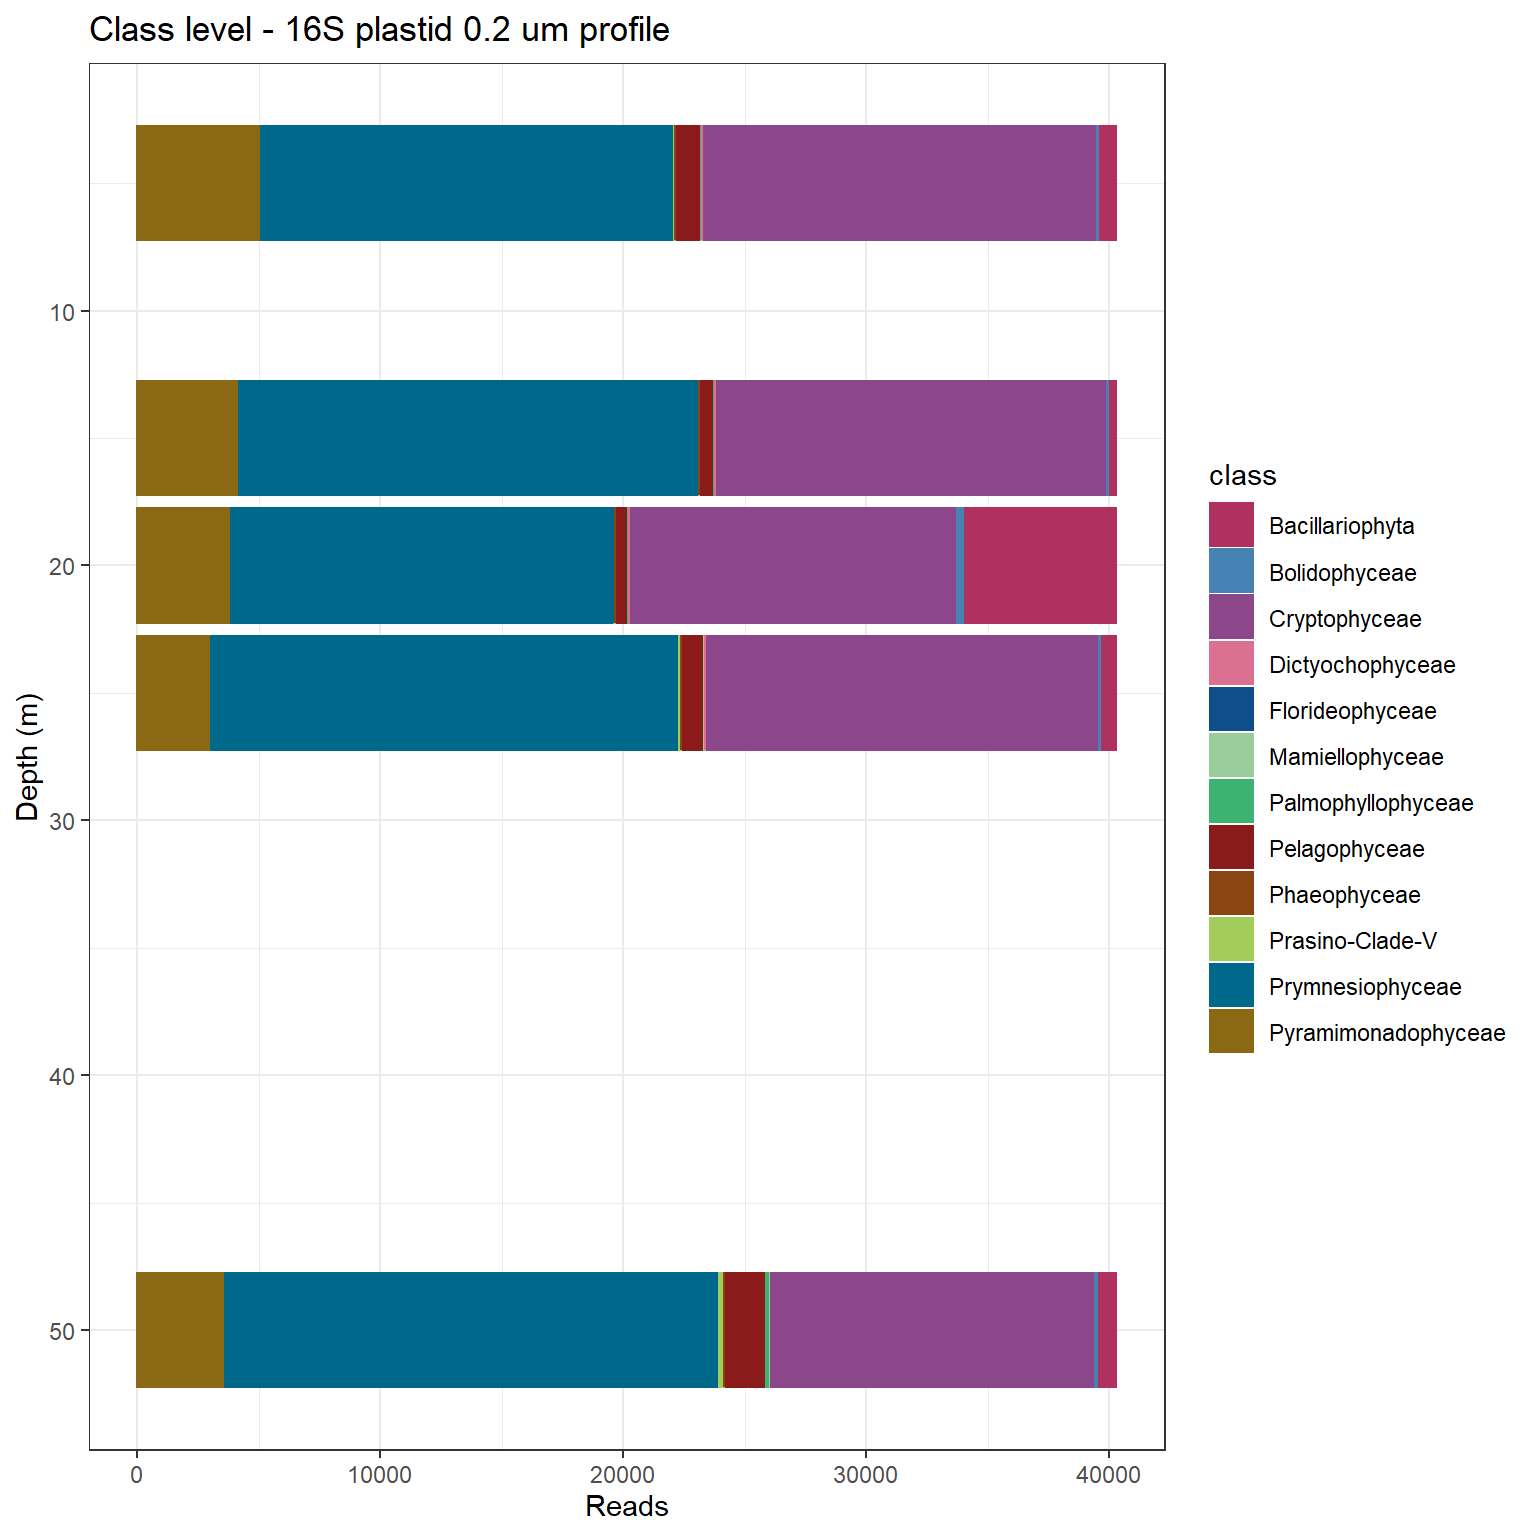 Class level - 16S plastid 0.2 um profile
10
20
30
40
50
Depth (m)
0 10000 20000 30000 40000
Reads
class
Bacillariophyta
Bolidophyceae
Cryptophyceae
Dictyochophyceae
Florideophyceae
Mamiellophyceae
Palmophyllophyceae
Pelagophyceae
Phaeophyceae
Prasino-Clade-V
Prymnesiophyceae
Pyramimonadophyceae